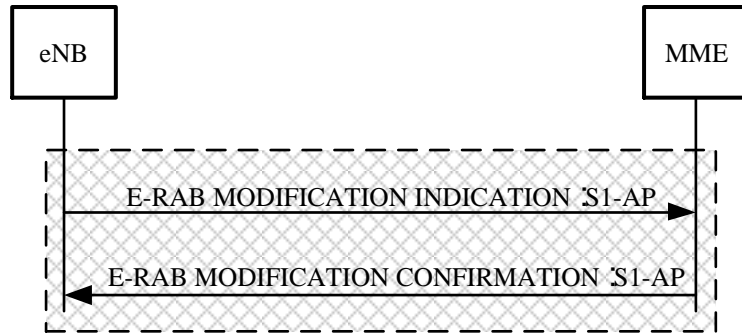 eNB
MME
E-RAB MODIFICATION INDICATION :S1-AP
E-RAB MODIFICATION CONFIRMATION :S1-AP